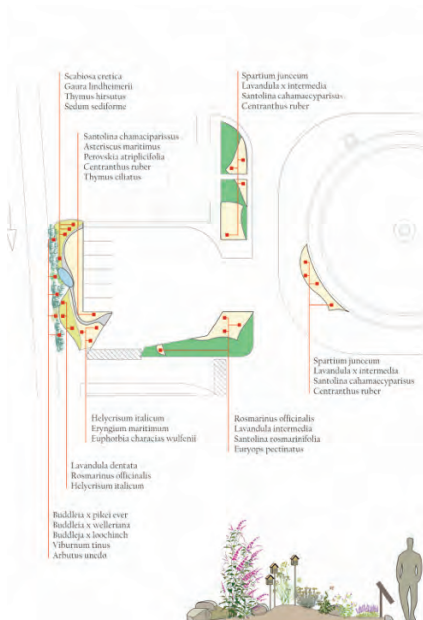 Scabiosa cretica
Gaura lindheimerii
Thymus hirsutus
Sedum sediforme
Spartium junceum
Lavandula x intermedia
Santolina cahamaecyparisus
Centranthus ruber
Santolina chamaciparissus
Asteriscus maritimus
Perovskia atriplicifolia
Centranthus ruber
Thymus ciliatus
Spartium junceum
Lavandula x intermedia
Santolina cahamaecyparisus
Centranthus ruber
Helycrisum italicum
Eryngium maritimum
Euphorbia characias wulfenii
Rosmarinus officinalis
Lavandula intermedia
Santolina rosmarinifolia
Euryops pectinatus
Lavandula dentata
Rosmarinus officinalis
Helycrisum italicum
Buddleia x pikei ever
Buddleia x welleriana
Buddleja x loochinch
Viburnum tinus
Arbutus unedo